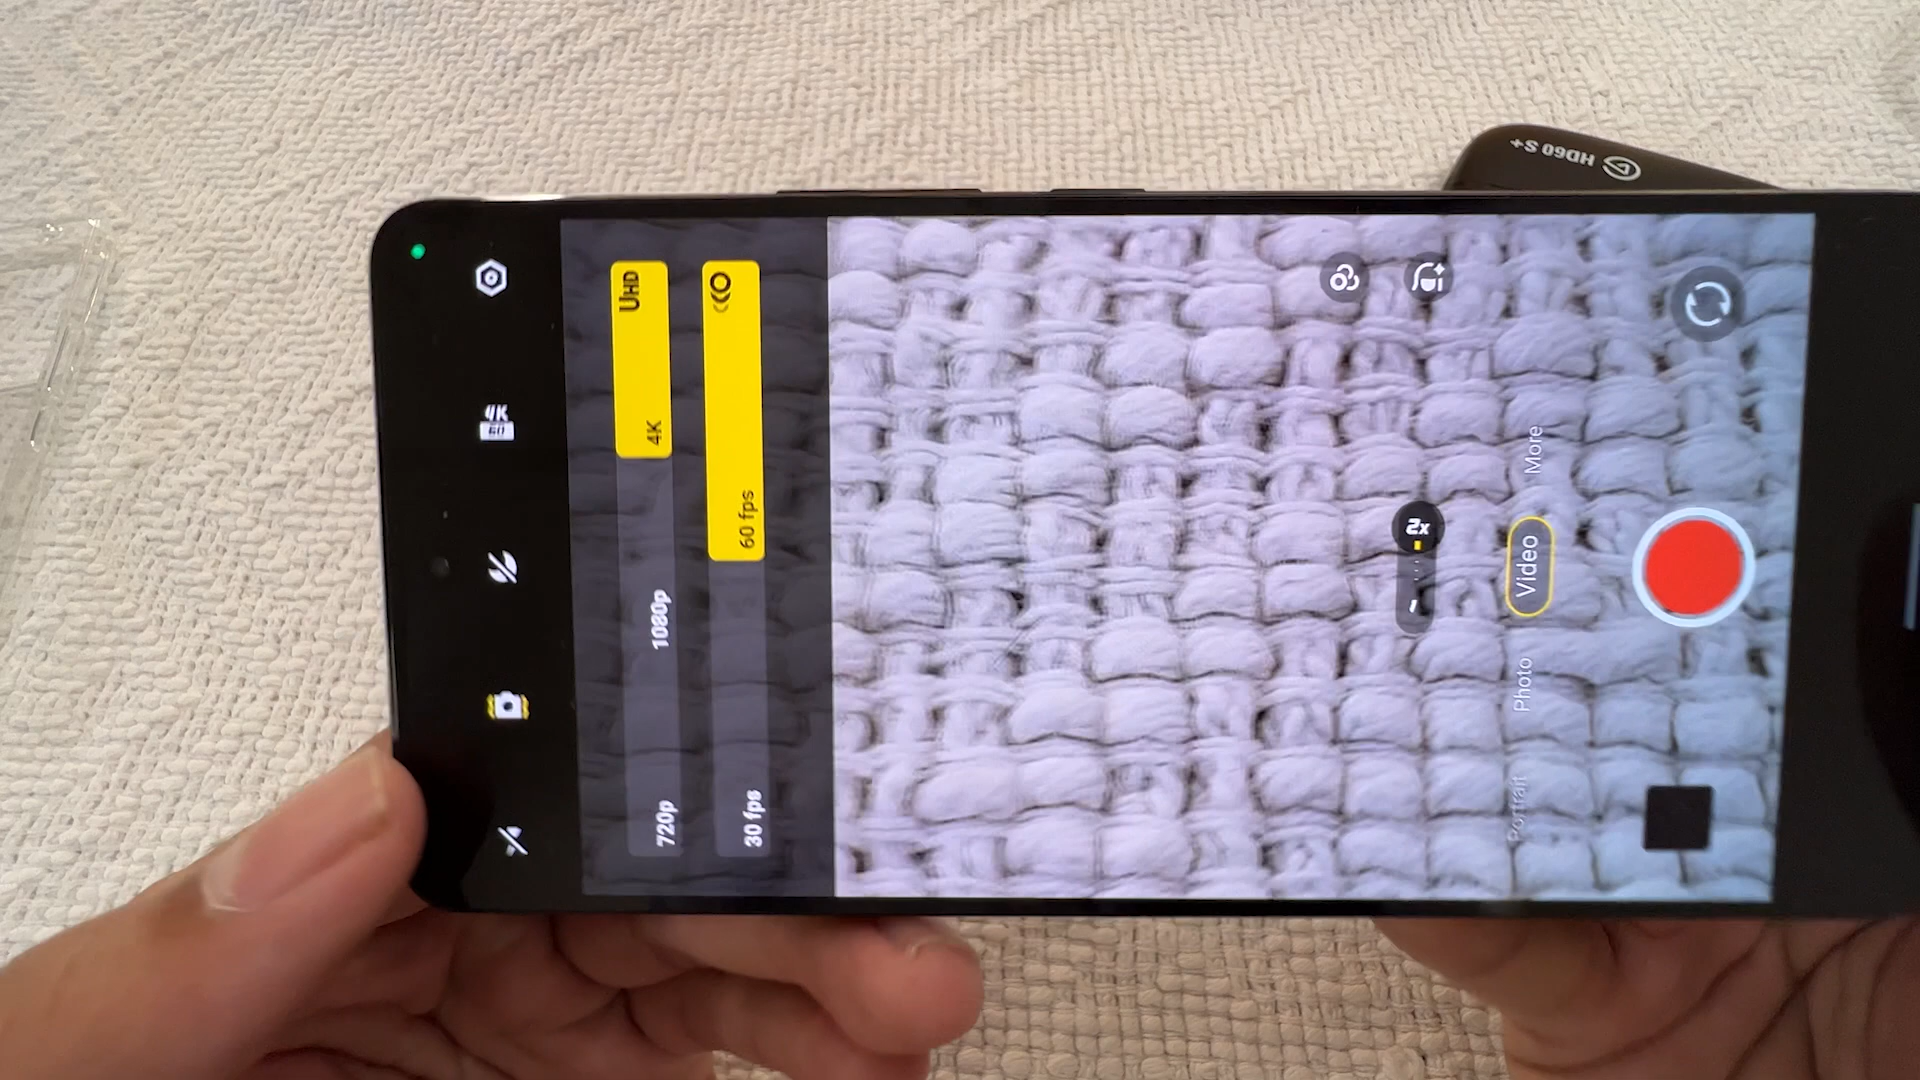 HD60 S+
4K
60
720p 1080p 4K UHD
30 fps 60 fps
2x
Portrait Photo Video More